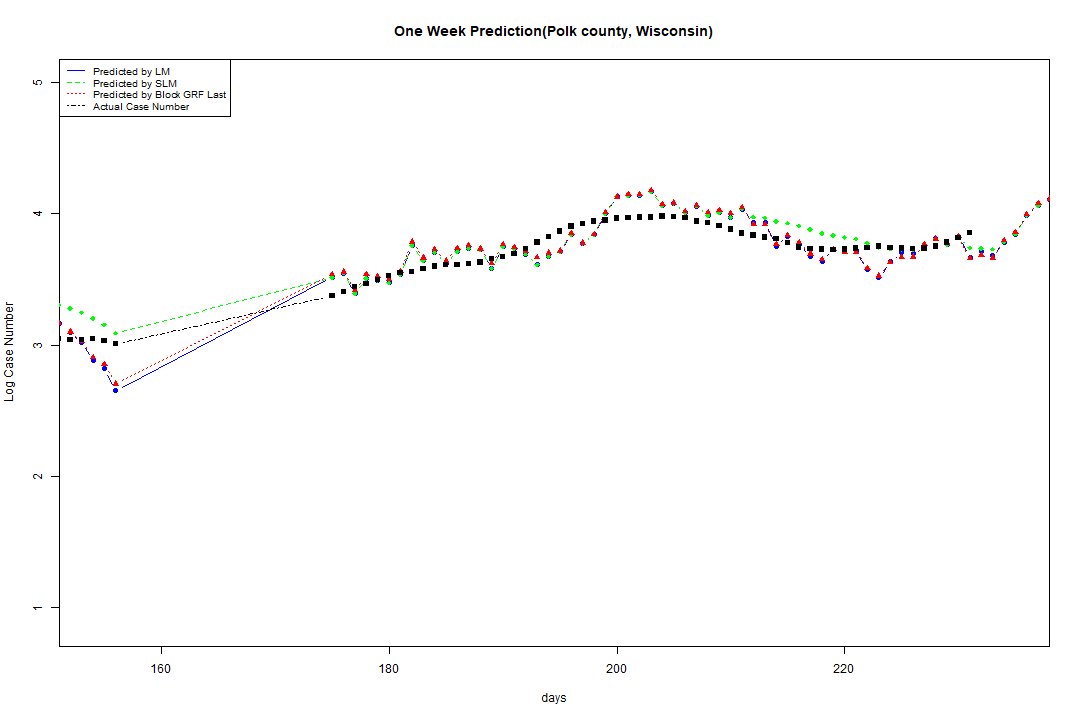 One Week Prediction(Polk county, Wisconsin)
Predicted by LM
Predicted by SLM
Predicted by Block GRF Last
Actual Case Number
5
4
3
2
1
Log Case Number
160 180 200 220
days